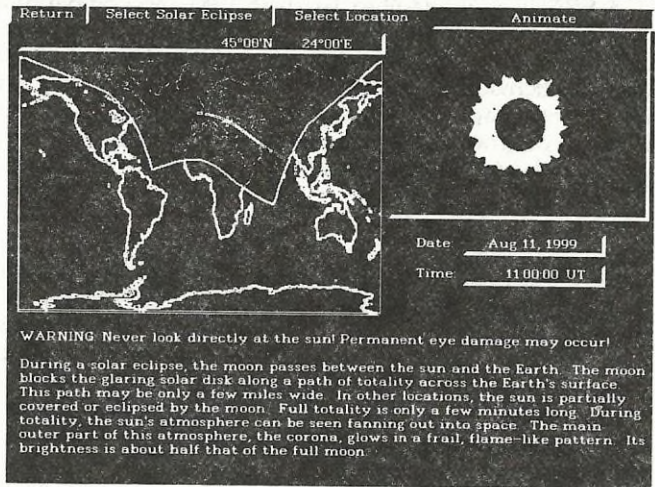 Return Select Solar Eclipse Select Location Animate
45°08'N 24°00'E
Date Aug 11, 1999
Time: 11:00:00 UT
WARNING Never look directly at the sun! Permanent eye damage may occur!
During a solar eclipse, the moon passes between the sun and the Earth. The moon
blocks the glaring solar disk along a path of totality across the Earth's surface.
This path may be only a few miles wide. In other locations, the sun is partially
covered or eclipsed by the moon. Full totality is only a few minutes long. During
totality, the sun's atmosphere can be seen fanning out into space. The main
outer part of this atmosphere, the corona, glows in a frail, flame-like pattern. Its
brightness is about half that of the full moon.